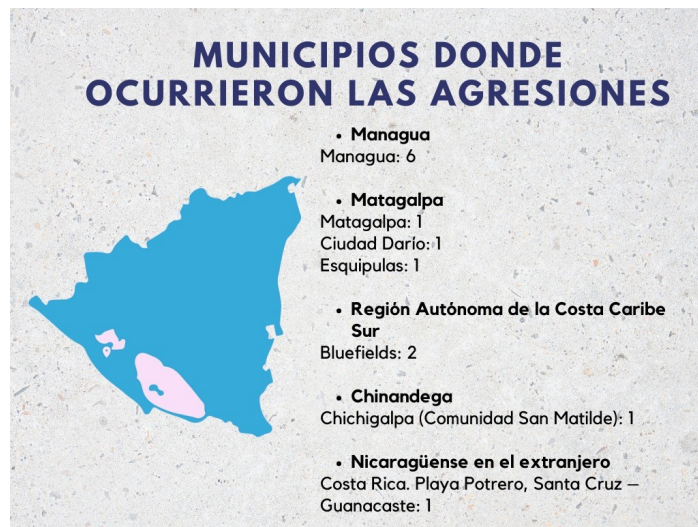 MUNICIPIOS DONDE
OCURRIERON LAS AGRESIONES
• Managua
Managua: 6
• Matagalpa
Matagalpa: 1
Ciudad Darío: 1
Esquipulas: 1
• Región Autónoma de la Costa Caribe
Sur
Bluefields: 2
• Chinandega
Chichigalpa (Comunidad San Matilde): 1
• Nicaragüense en el extranjero
Costa Rica. Playa Potrero, Santa Cruz –
Guanacaste: 1